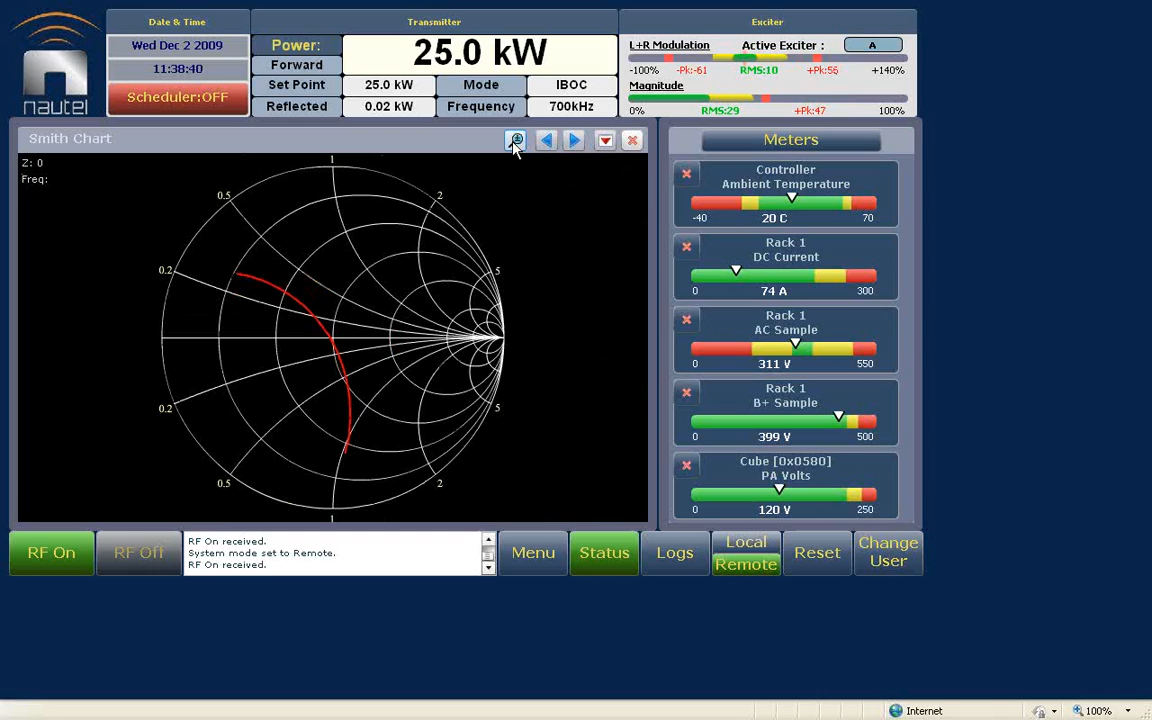 nautel
Date & Time
Wed Dec 2 2009
11:38:40
Scheduler:OFF
Transmitter
Power:
25.0 kW
Forward
Set Point
25.0 kW
Mode
IBOC
Reflected
0.02 kW
Frequency
700kHz
Exciter
L+R Modulation
Active Exciter :
A
-100%
-Pk:-61
RMS:10
+Pk:56
+140%
Magnitude
0%
RMS:29
+Pk:47
100%
Smith Chart
Z: 0
Freq:
1
0.5
2
0.2
5
0.2
5
0.5
2
1
Meters
Controller
Ambient Temperature
-40
20 C
70
Rack 1
DC Current
0
74 A
300
Rack 1
AC Sample
0
311 V
550
Rack 1
B+ Sample
0
399 V
500
Cube [0x0580]
PA Volts
0
120 V
250
RF On
RF Off
RF On received.
System mode set to Remote.
RF On received.
Menu
Status
Logs
Local
Remote
Reset
Change
User
Internet
100%